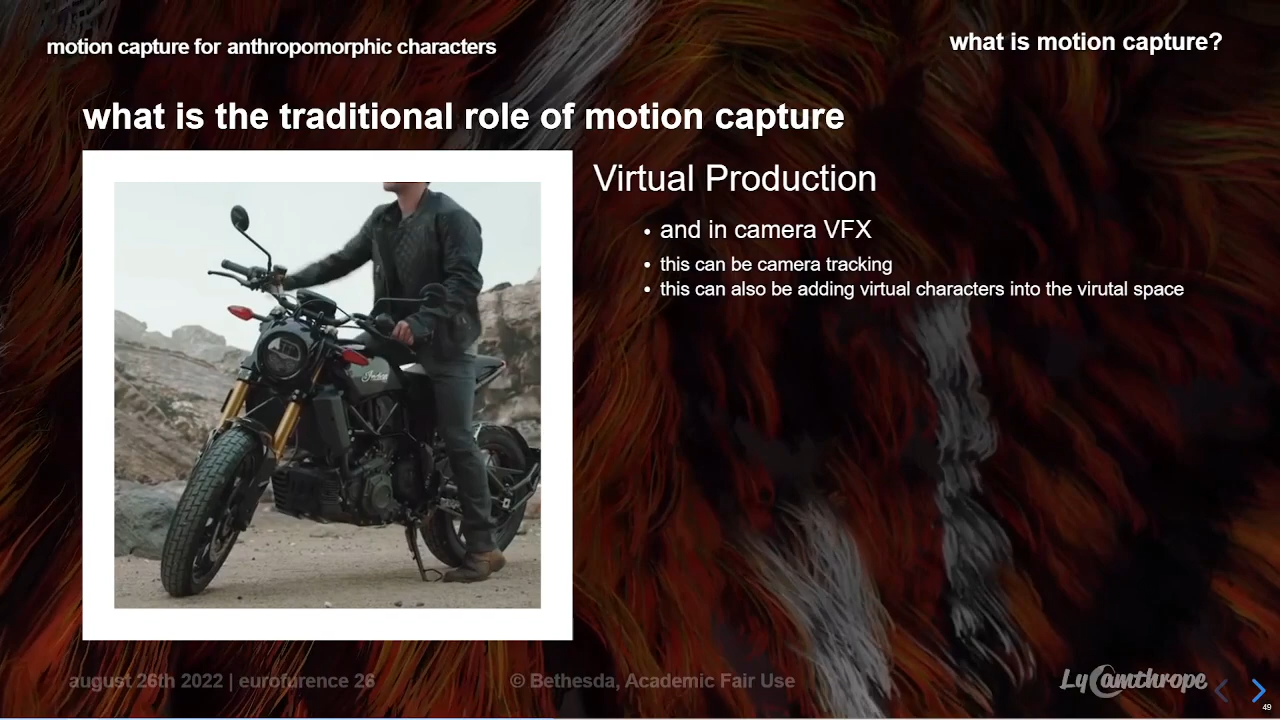 motion capture for anthropomorphic characters
what is motion capture?
what is the traditional role of motion capture
Virtual Production
• and in camera VFX
• this can be camera tracking
• this can also be adding virtual characters into the virutal space
Indian
august 26th 2022 | eurofurence 26
© Bethesda, Academic Fair Use
Lycamthrope
49